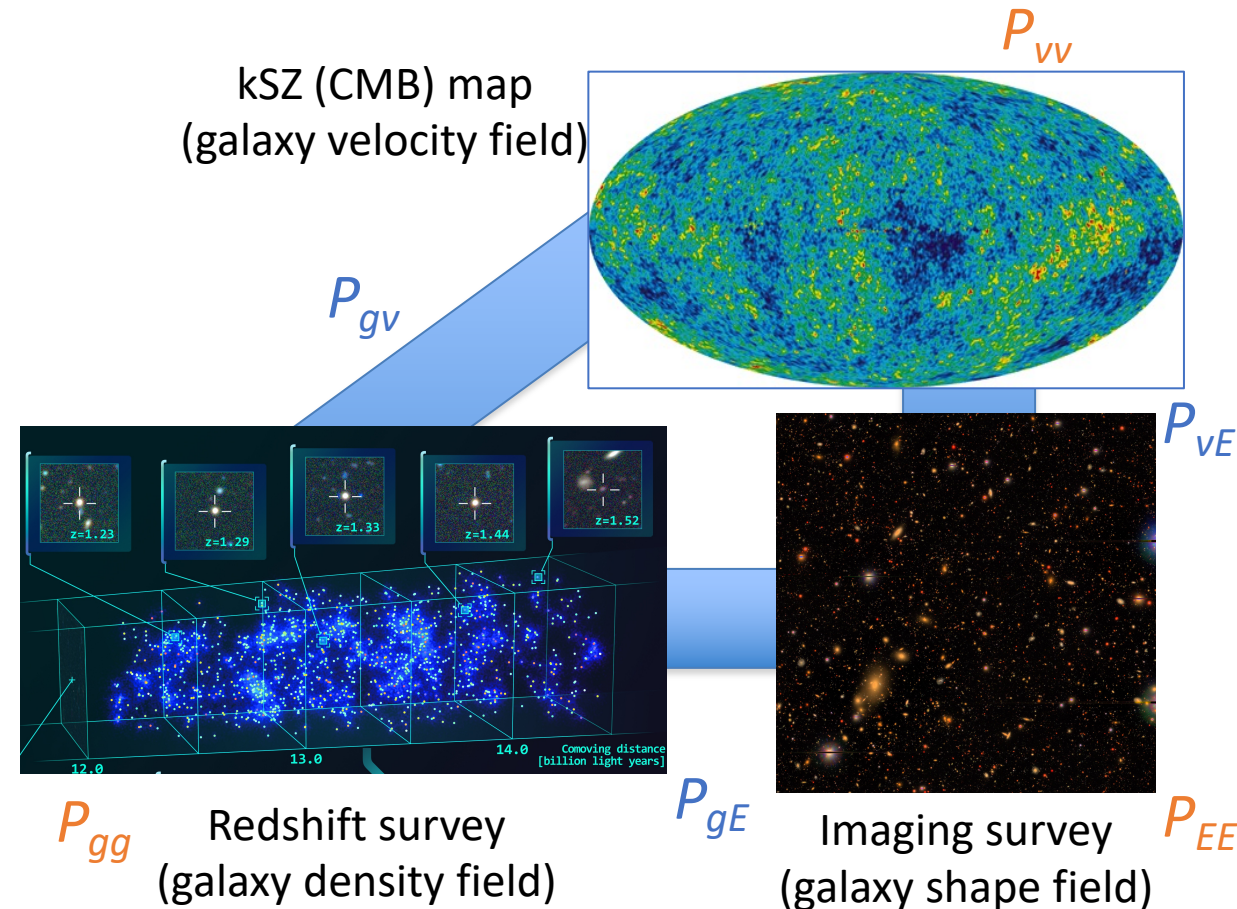 P_vv
kSZ (CMB) map
(galaxy velocity field)
P_gv
P_vE
z=1.23
z=1.29
z=1.33
z=1.44
z=1.52
12.0
13.0
14.0
Comoving distance
[billion light years]
P_gg
Redshift survey
(galaxy density field)
P_gE
Imaging survey
(galaxy shape field)
P_EE